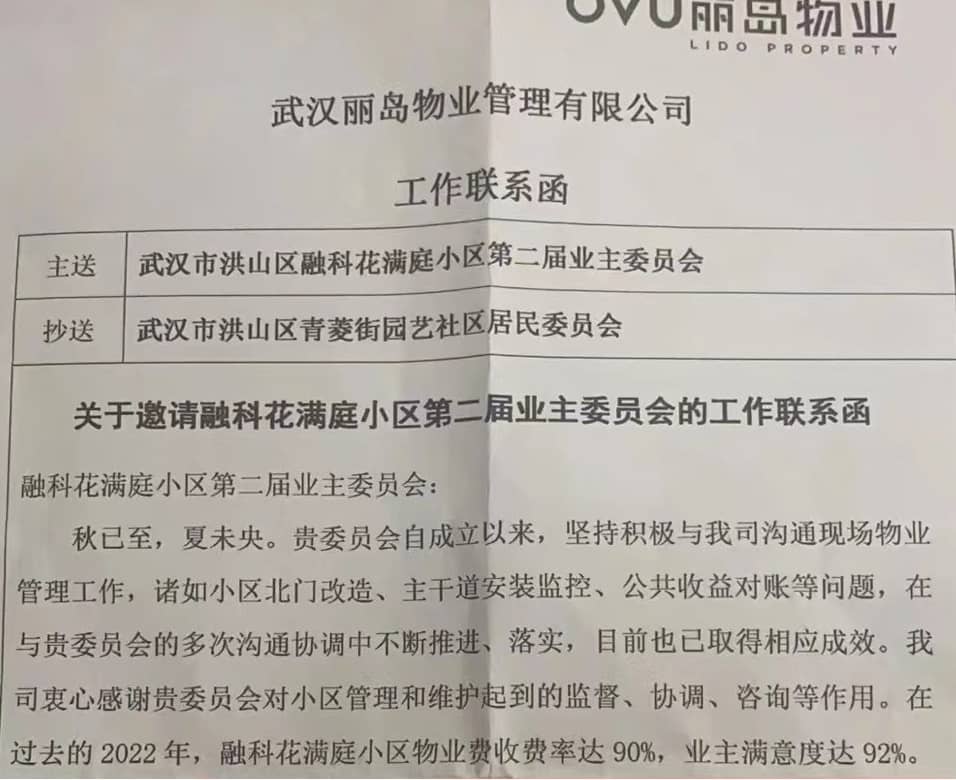 OVU丽岛物业
LIDO PROPERTY
武汉丽岛物业管理有限公司
工作联系函
主送 武汉市洪山区融科花满庭小区第二届业主委员会
抄送 武汉市洪山区青菱街园艺社区居民委员会
关于邀请融科花满庭小区第二届业主委员会的工作联系函
融科花满庭小区第二届业主委员会：
秋已至，夏未央。贵委员会自成立以来，坚持积极与我司沟通现场物业
管理工作，诸如小区北门改造、主干道安装监控、公共收益对账等问题，在
与贵委员会的多次沟通协调中不断推进、落实，目前也已取得相应成效。我
司衷心感谢贵委员会对小区管理和维护起到的监督、协调、咨询等作用。在
过去的 2022 年，融科花满庭小区物业费收费率达 90%，业主满意度达 92%。